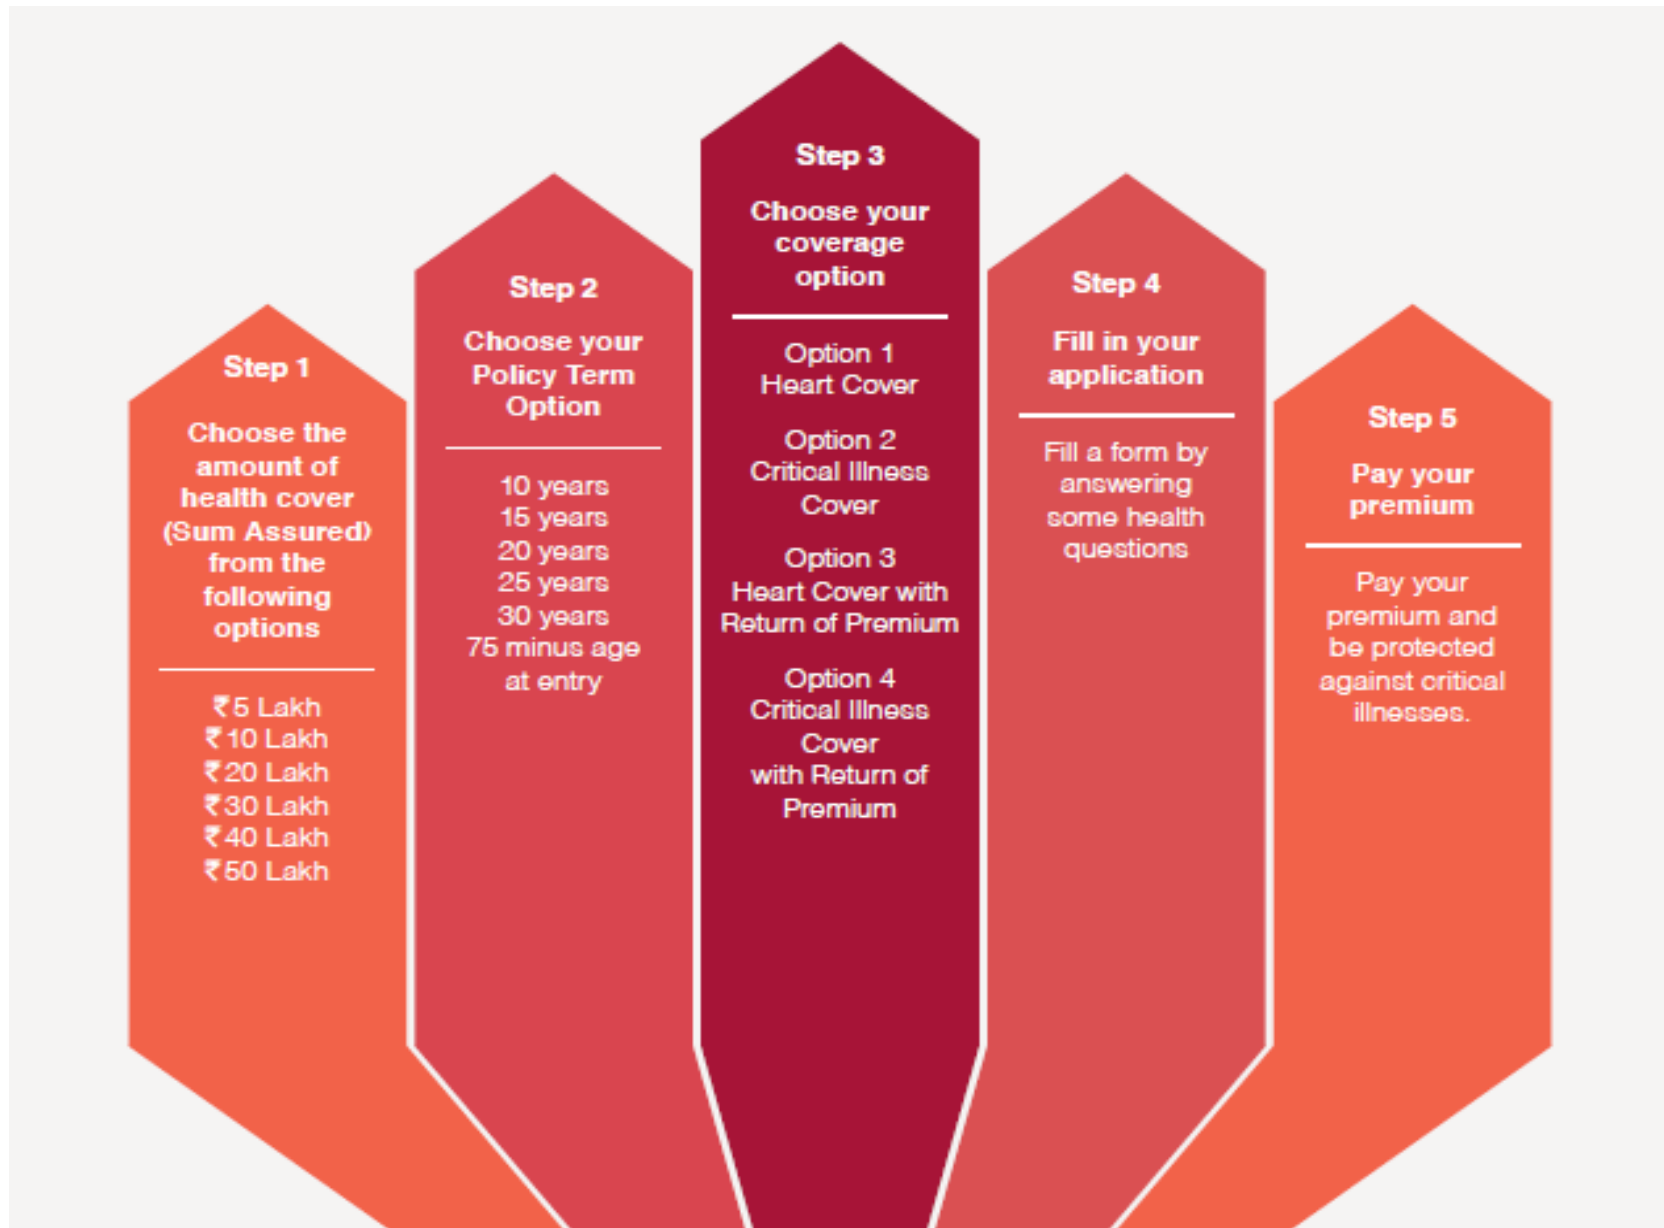 Step 1
Choose the
amount of
health cover
(Sum Assured)
from the
following
options
₹5 Lakh
₹10 Lakh
₹20 Lakh
₹30 Lakh
₹40 Lakh
₹50 Lakh
Step 2
Choose your
Policy Term
Option
10 years
15 years
20 years
25 years
30 years
75 minus age
at entry
Step 3
Choose your
coverage
option
Option 1
Heart Cover
Option 2
Critical Illness
Cover
Option 3
Heart Cover with
Return of Premium
Option 4
Critical Illness
Cover
with Return of
Premium
Step 4
Fill in your
application
Fill a form by
answering
some health
questions
Step 5
Pay your
premium
Pay your
premium and
be protected
against critical
illnesses.